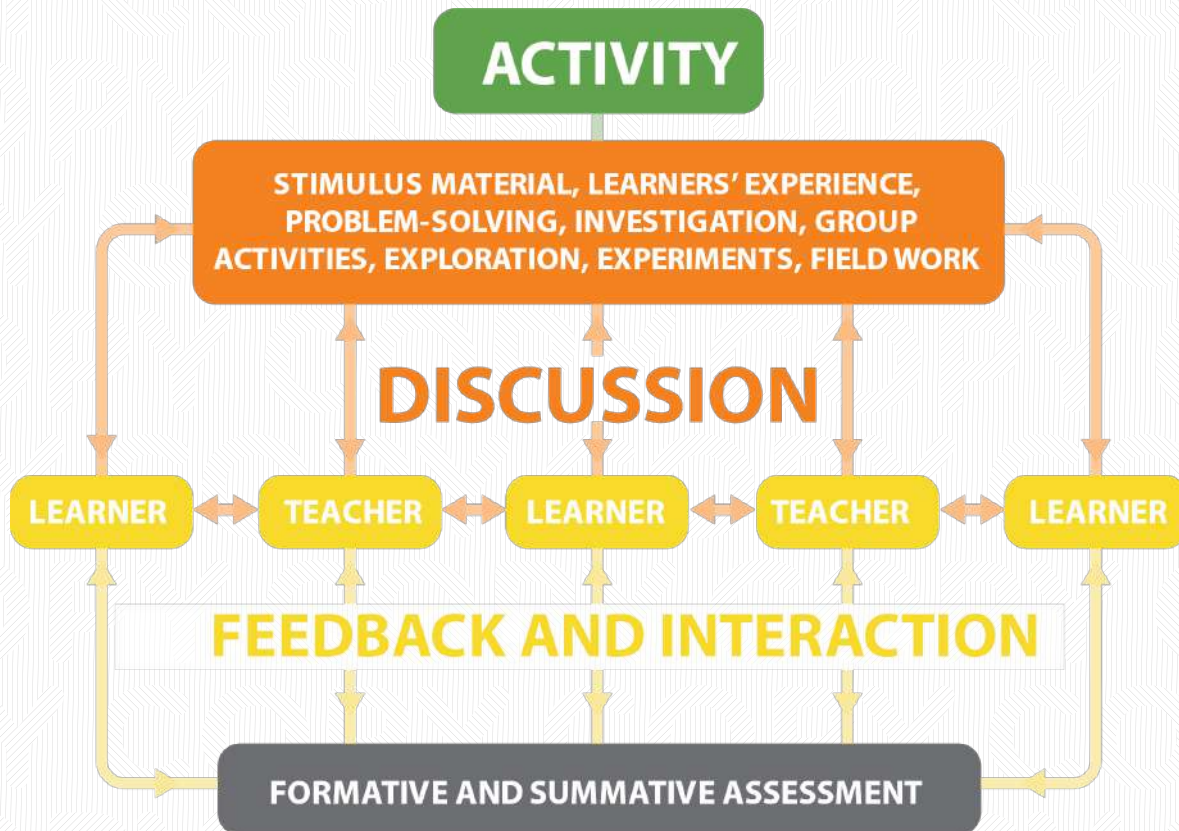 ACTIVITY
STIMULUS MATERIAL, LEARNERS’ EXPERIENCE,
PROBLEM-SOLVING, INVESTIGATION, GROUP
ACTIVITIES, EXPLORATION, EXPERIMENTS, FIELD WORK
DISCUSSION
LEARNER
TEACHER
LEARNER
TEACHER
LEARNER
FEEDBACK AND INTERACTION
FORMATIVE AND SUMMATIVE ASSESSMENT